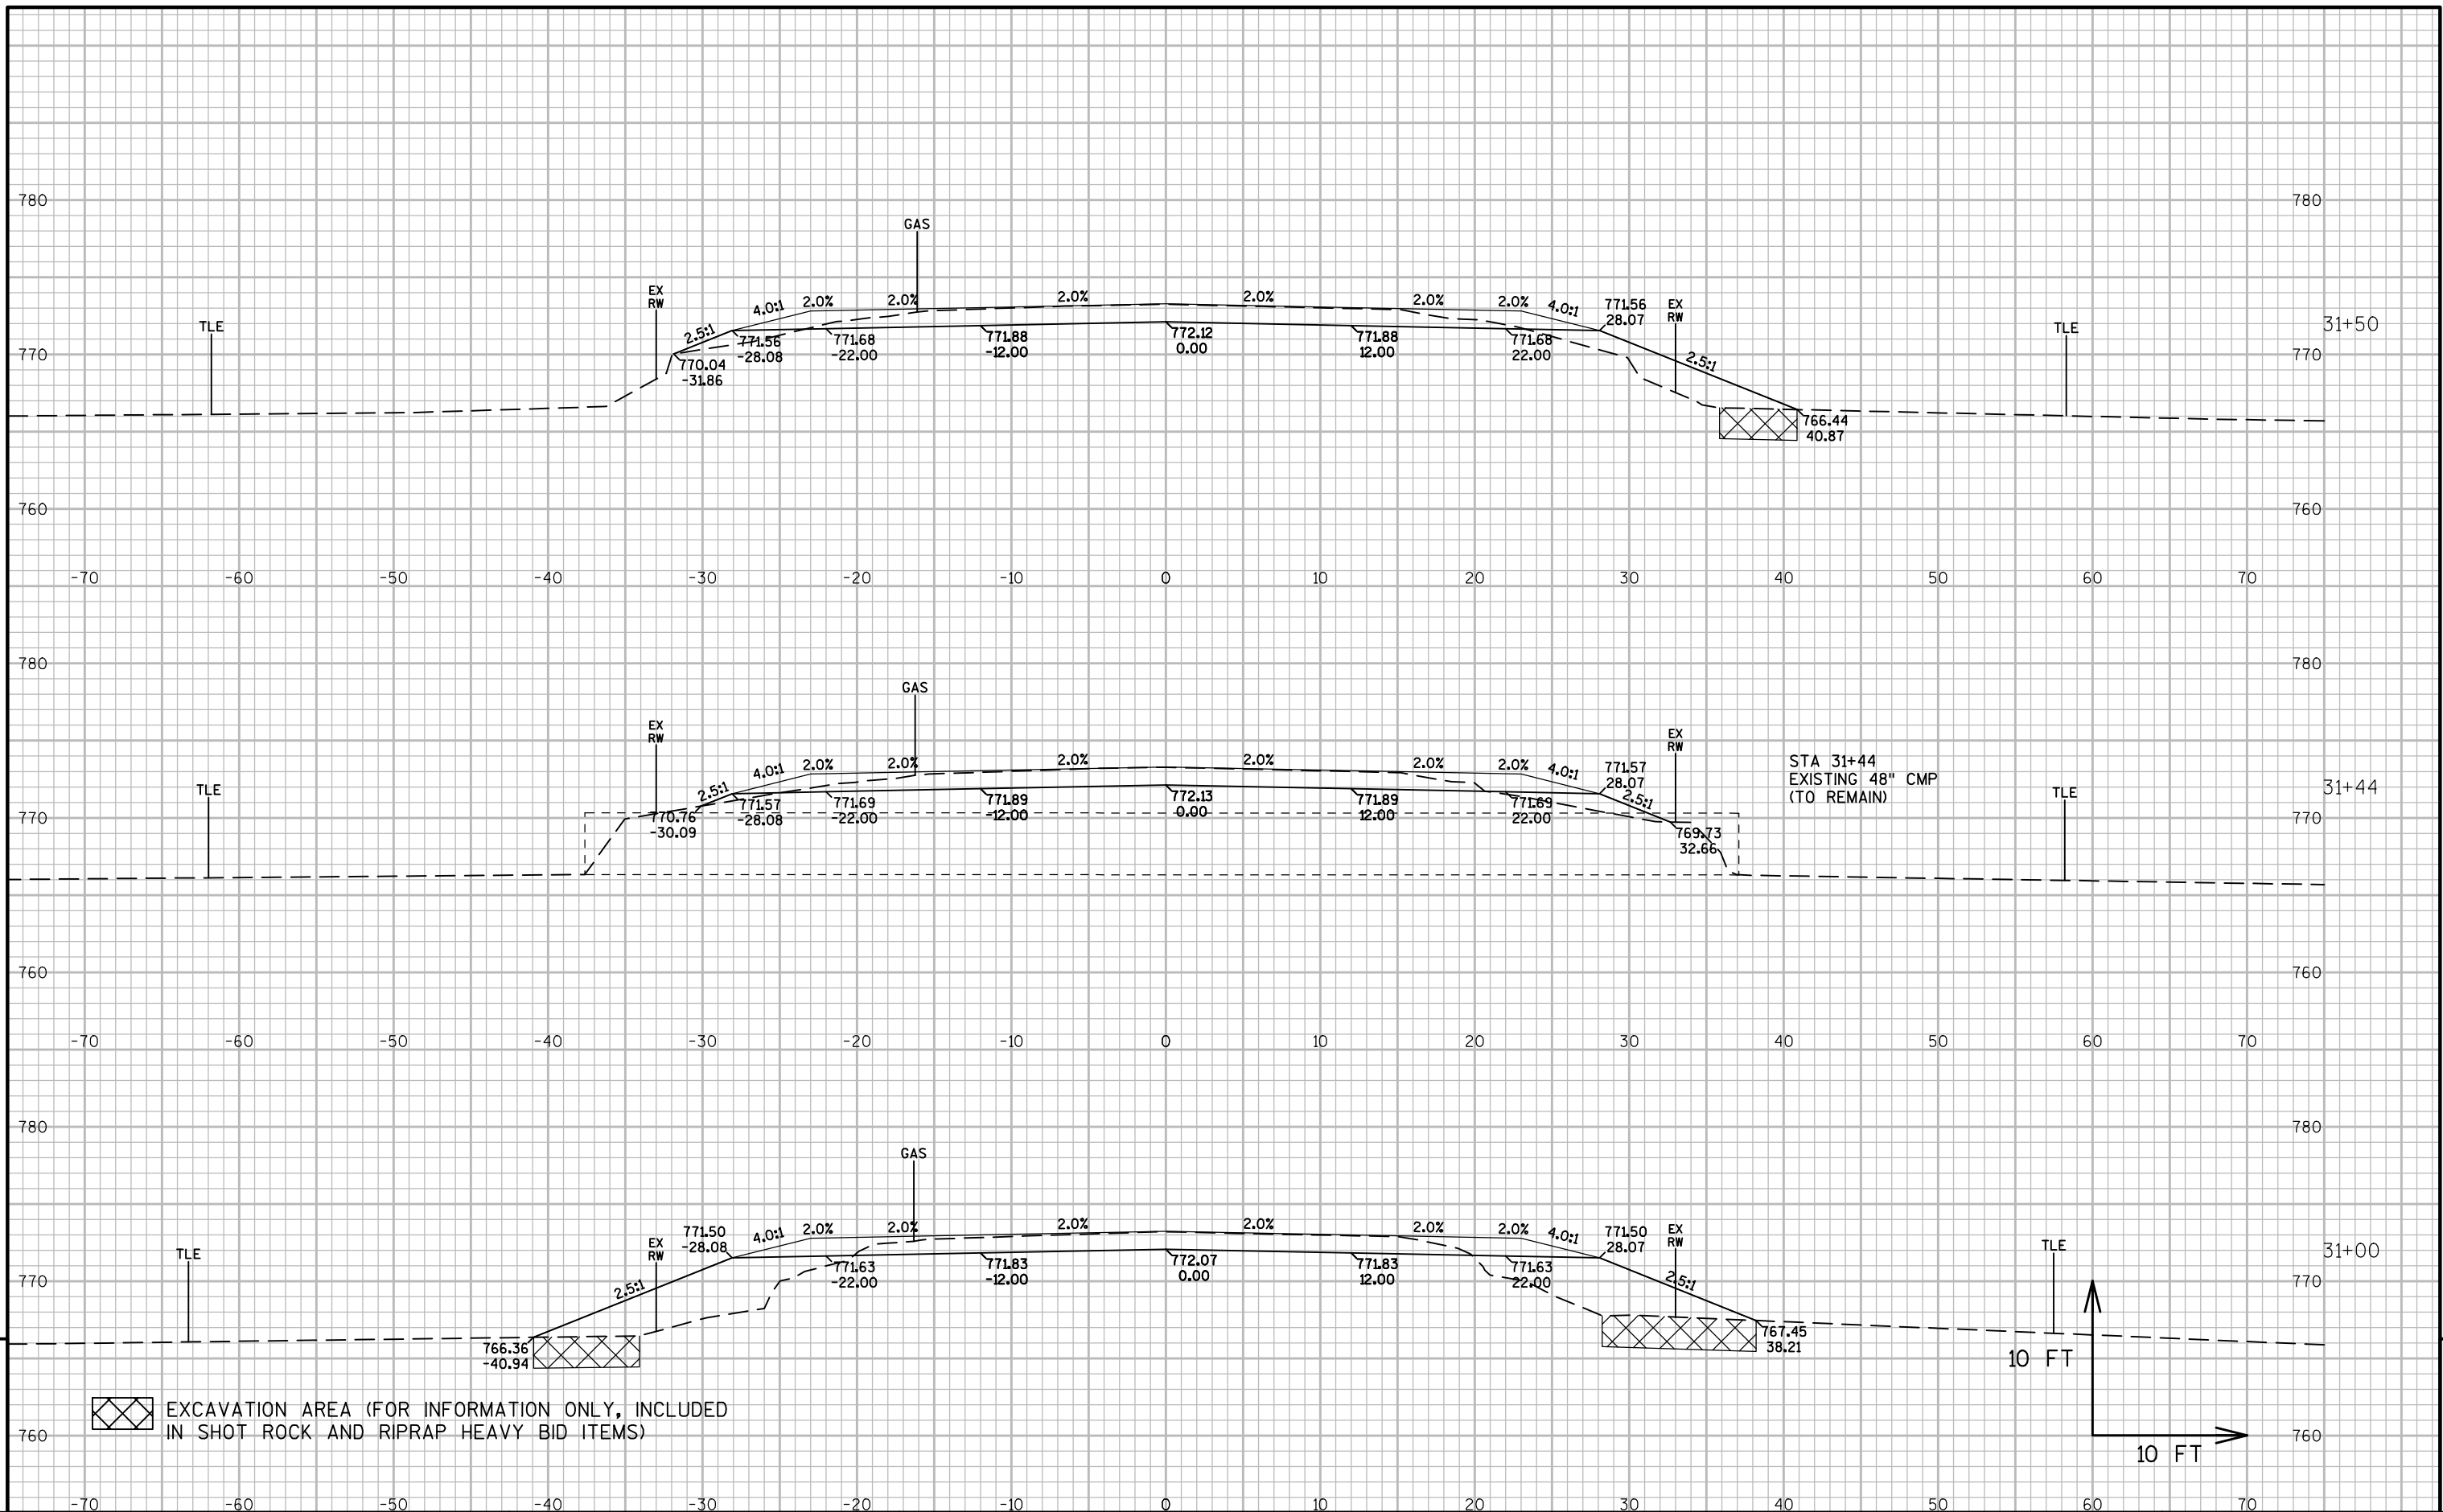 780 780
GAS
EX
RW
4.0:1 2.0% 2.0% 2.0% 2.0% 2.0% 2.0% 4.0:1
771.56
28.07
EX
RW
TLE
31+50
TLE
2.5:1
770 770
771.56
-28.08
771.68
-22.00
771.88
-12.00
772.12
0.00
771.88
12.00
771.68
22.00
2.5:1
770.04
-31.86
766.44
40.87
760 760
-70 -60 -50 -40 -30 -20 -10 0 10 20 30 40 50 60 70
780 780
GAS
EX
RW
4.0:1 2.0% 2.0% 2.0% 2.0% 2.0% 2.0% 4.0:1
771.57
28.07
EX
RW
STA 31+44
EXISTING 48" CMP
(TO REMAIN)
31+44
TLE
TLE
2.5:1
2.5:1
770 770
770.76
-30.09
771.57
-28.08
771.69
-22.00
771.89
-12.00
772.13
0.00
771.89
12.00
771.69
22.00
769.73
32.66
760 760
-70 -60 -50 -40 -30 -20 -10 0 10 20 30 40 50 60 70
780 780
GAS
771.50
-28.08
4.0:1 2.0% 2.0% 2.0% 2.0% 2.0% 2.0% 4.0:1
771.50
28.07
EX
RW
TLE
31+00
TLE
EX
RW
2.5:1
770 770
771.63
-22.00
771.83
-12.00
772.07
0.00
771.83
12.00
771.63
22.00
2.5:1
766.36
-40.94
767.45
38.21
10 FT
EXCAVATION AREA (FOR INFORMATION ONLY, INCLUDED
IN SHOT ROCK AND RIPRAP HEAVY BID ITEMS)
760 760
10 FT
-70 -60 -50 -40 -30 -20 -10 0 10 20 30 40 50 60 70